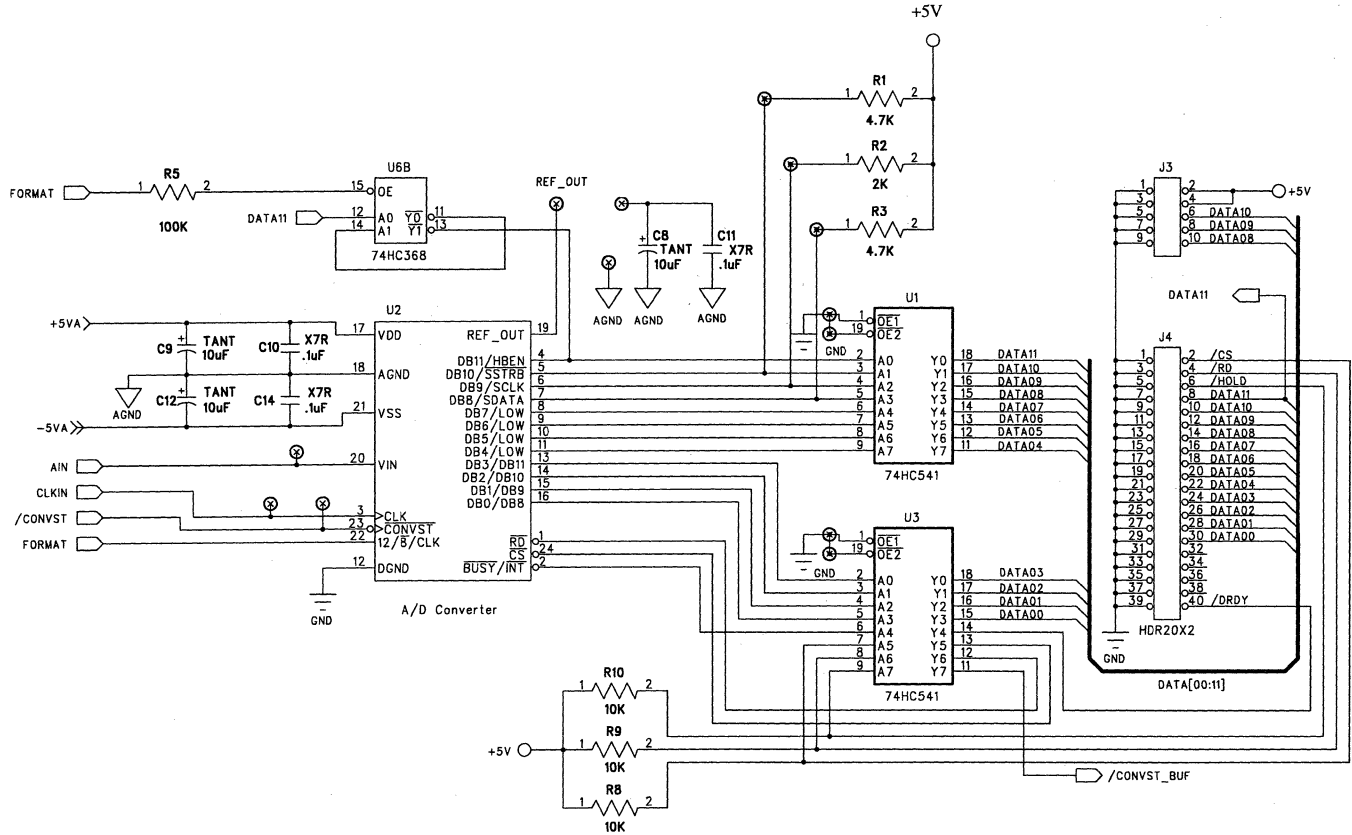 +5V
R1
1 2
4.7K
R2
1 2
2K
R3
1 2
4.7K
U6B
R5
FORMAT 1 2 15 OE
100K
DATA11 12 A0 Y0 11
14 A1 Y1 13
74HC368
REF_OUT
C8 TANT
10uF
C11 X7R
.1uF
AGND AGND AGND
J3
1 2 +5V
3 4
5 6 DATA10
7 8 DATA09
9 10 DATA08
DATA11
U2
+5VA 17 VDD
C9 TANT
10uF
C10 X7R
.1uF
18 AGND
AGND
C12 TANT
10uF
C14 X7R
.1uF
-5VA 21 VSS
AIN 20 VIN
CLKIN 3 CLK
/CONVST 23 CONVST
FORMAT 22 12/8/CLK
12 DGND
GND
REF_OUT 19
DB11/HBEN 4
DB10/SSTRB 5
DB9/SCLK 6
DB8/SDATA 7
DB7/LOW 8
DB6/LOW 9
DB5/LOW 10
DB4/LOW 11
DB3/DB11 13
DB2/DB10 14
DB1/DB9 15
DB0/DB8 16
RD 1
CS 24
BUSY/INT 2
A/D Converter
U1
1 OE1
19 OE2
GND
2 A0 Y0 18 DATA11
3 A1 Y1 17 DATA10
4 A2 Y2 16 DATA09
5 A3 Y3 15 DATA08
6 A4 Y4 14 DATA07
7 A5 Y5 13 DATA06
8 A6 Y6 12 DATA05
9 A7 Y7 11 DATA04
74HC541
U3
1 OE1
19 OE2
GND
2 A0 Y0 18 DATA03
3 A1 Y1 17 DATA02
4 A2 Y2 16 DATA01
5 A3 Y3 15 DATA00
6 A4 Y4 14
7 A5 Y5 13
8 A6 Y6 12
9 A7 Y7 11
74HC541
J4
1 2 /CS
3 4 /RD
5 6 /HOLD
7 8 DATA11
9 10 DATA10
11 12 DATA09
13 14 DATA08
15 16 DATA07
17 18 DATA06
19 20 DATA05
21 22 DATA04
23 24 DATA03
25 26 DATA02
27 28 DATA01
29 30 DATA00
31 32
33 34
35 36
37 38
39 40 /DRDY
HDR20X2
GND
DATA[00:11]
R10
1 2
10K
R9
+5V 1 2
10K
R8
1 2
10K
/CONVST_BUF